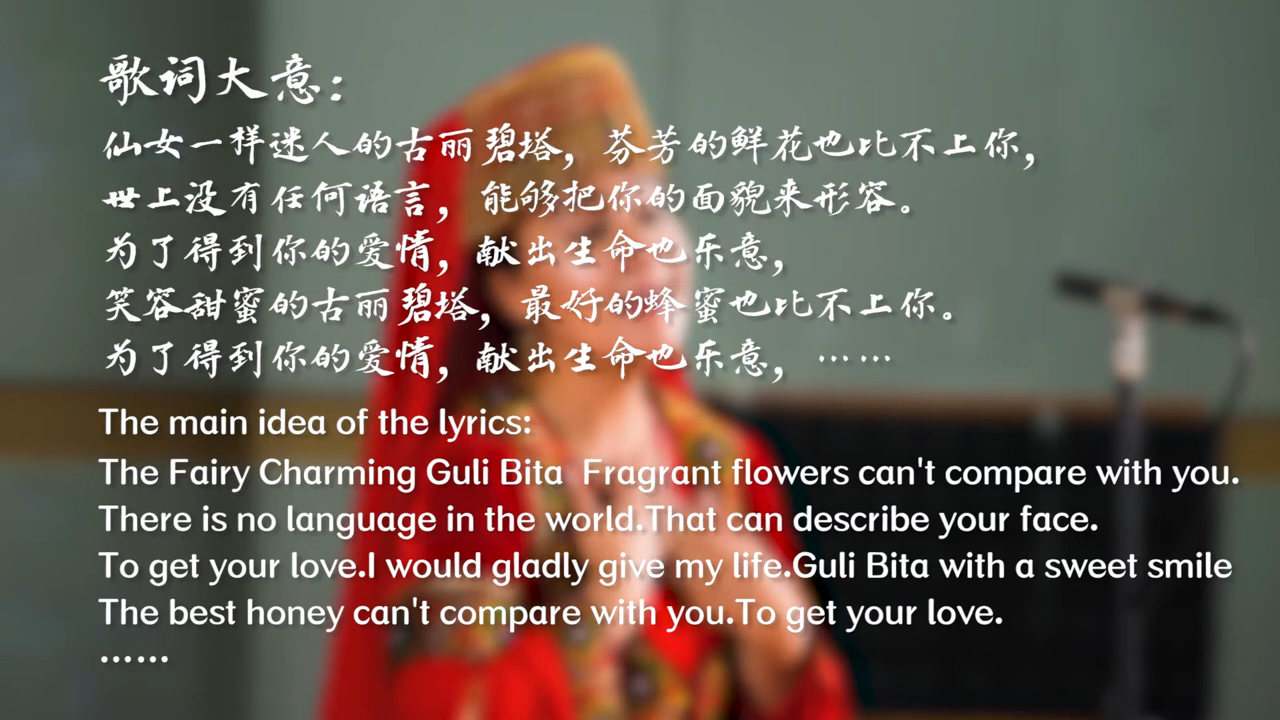 歌词大意：
仙女一样迷人的古丽碧塔，芬芳的鲜花也比不上你，
世上没有任何语言，能够把你的面貌来形容。
为了得到你的爱情，献出生命也乐意，
笑容甜蜜的古丽碧塔，最好的蜂蜜也比不上你。
为了得到你的爱情，献出生命也乐意，……
The main idea of the lyrics:
The Fairy Charming Guli Bita  Fragrant flowers can't compare with you.
There is no language in the world.That can describe your face.
To get your love.I would gladly give my life.Guli Bita with a sweet smile
The best honey can't compare with you.To get your love.
……